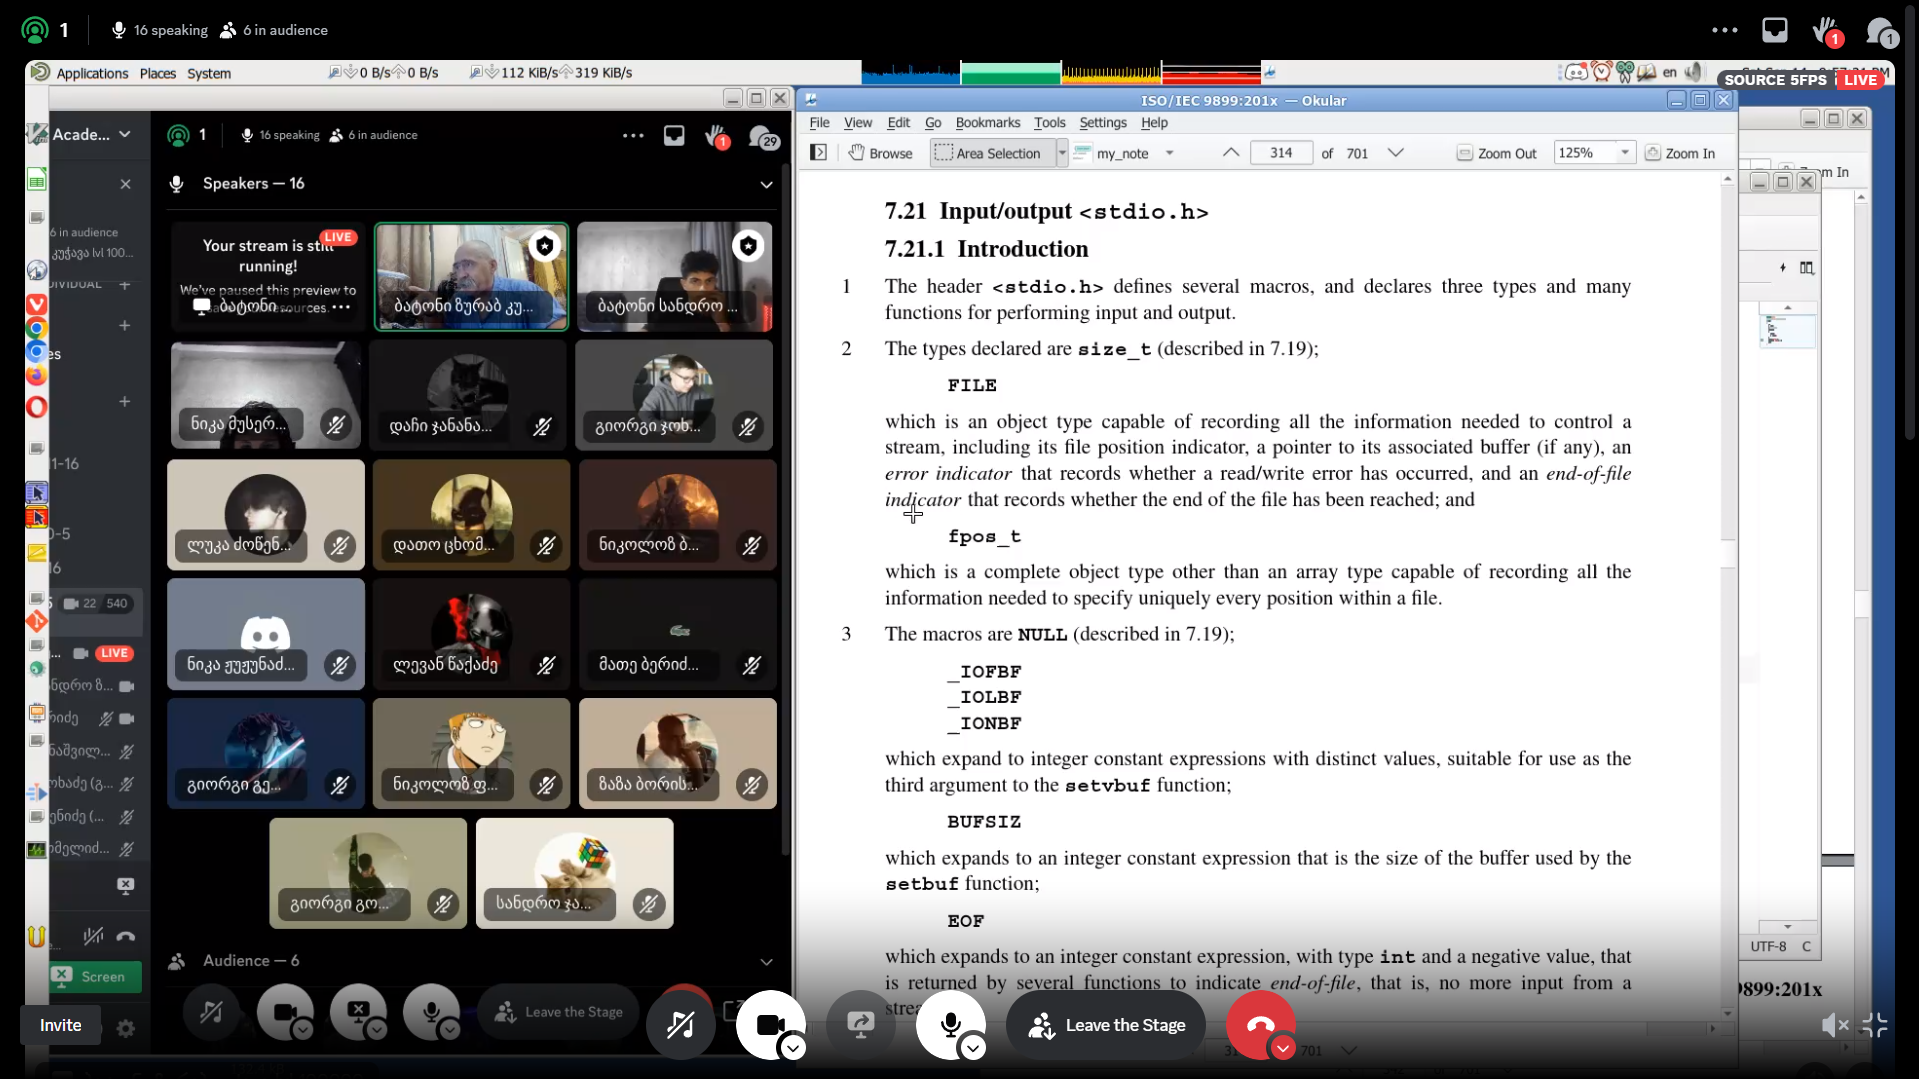 1
16 speaking
6 in audience
1
1
Applications Places System
0 B/s 0 B/s
112 KiB/s 319 KiB/s
en
SOURCE 5FPS
LIVE
Acade...
1
16 speaking
6 in audience
1
29
Speakers — 16
6 in audience
Your stream is still
running!
LIVE
We've paused this preview to
ბატონი ...
ბატონი ზურაბ კუ...
ბატონი სანდრო ...
ნიკა მუსერ...
დაჩი ჯანანა...
გიორგი ჯოხ...
ლუკა ძოწენ...
დათო ცხომ...
ნიკოლოზ ბ...
22 540
LIVE
ნიკა ჟუჟუნაძ...
ლევან წაქაძე
მათე ბერიძ...
გიორგი გე...
ნიკოლოზ ფ...
ზაზა ბორის...
გიორგი გო...
სანდრო ჯა...
Audience — 6
Screen
Leave the Stage
Invite
Leave the Stage
ISO/IEC 9899:201x — Okular
File View Edit Go Bookmarks Tools Settings Help
Browse Area Selection my_note 314 of 701 Zoom Out 125% Zoom In
7.21 Input/output <stdio.h>
7.21.1 Introduction
1 The header <stdio.h> defines several macros, and declares three types and many
functions for performing input and output.
2 The types declared are size_t (described in 7.19);
FILE
which is an object type capable of recording all the information needed to control a
stream, including its file position indicator, a pointer to its associated buffer (if any), an
error indicator that records whether a read/write error has occurred, and an end-of-file
indicator that records whether the end of the file has been reached; and
fpos_t
which is a complete object type other than an array type capable of recording all the
information needed to specify uniquely every position within a file.
3 The macros are NULL (described in 7.19);
_IOFBF
_IOLBF
_IONBF
which expand to integer constant expressions with distinct values, suitable for use as the
third argument to the setvbuf function;
BUFSIZ
which expands to an integer constant expression that is the size of the buffer used by the
setbuf function;
EOF
which expands to an integer constant expression, with type int and a negative value, that
is returned by several functions to indicate end-of-file, that is, no more input from a
701
UTF-8 C
9899:201x